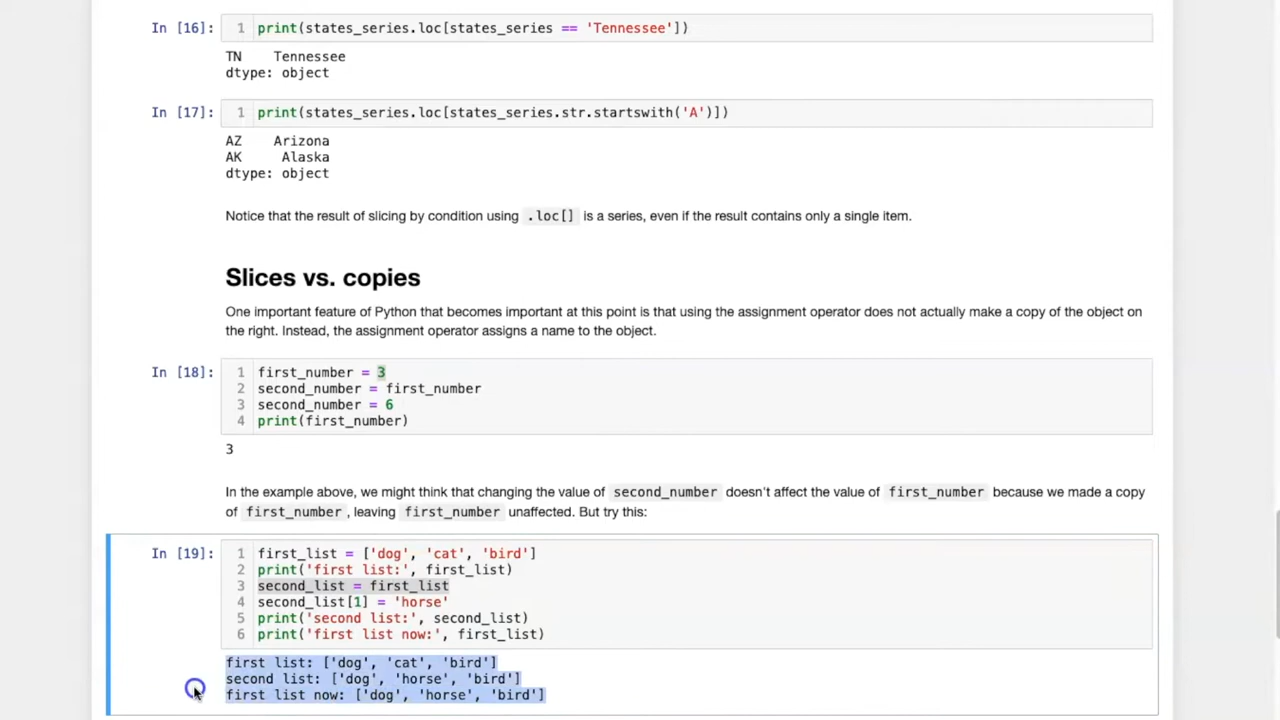 In [16]: 1 print(states_series.loc[states_series == 'Tennessee'])
TN    Tennessee
dtype: object
In [17]: 1 print(states_series.loc[states_series.str.startswith('A')])
AZ    Arizona
AK     Alaska
dtype: object
Notice that the result of slicing by condition using .loc[] is a series, even if the result contains only a single item.
Slices vs. copies
One important feature of Python that becomes important at this point is that using the assignment operator does not actually make a copy of the object on
the right. Instead, the assignment operator assigns a name to the object.
In [18]: 1 first_number = 3
2 second_number = first_number
3 second_number = 6
4 print(first_number)
3
In the example above, we might think that changing the value of second_number doesn't affect the value of first_number because we made a copy
of first_number, leaving first_number unaffected. But try this:
In [19]: 1 first_list = ['dog', 'cat', 'bird']
2 print('first list:', first_list)
3 second_list = first_list
4 second_list[1] = 'horse'
5 print('second list:', second_list)
6 print('first list now:', first_list)
first list: ['dog', 'cat', 'bird']
second list: ['dog', 'horse', 'bird']
first list now: ['dog', 'horse', 'bird']